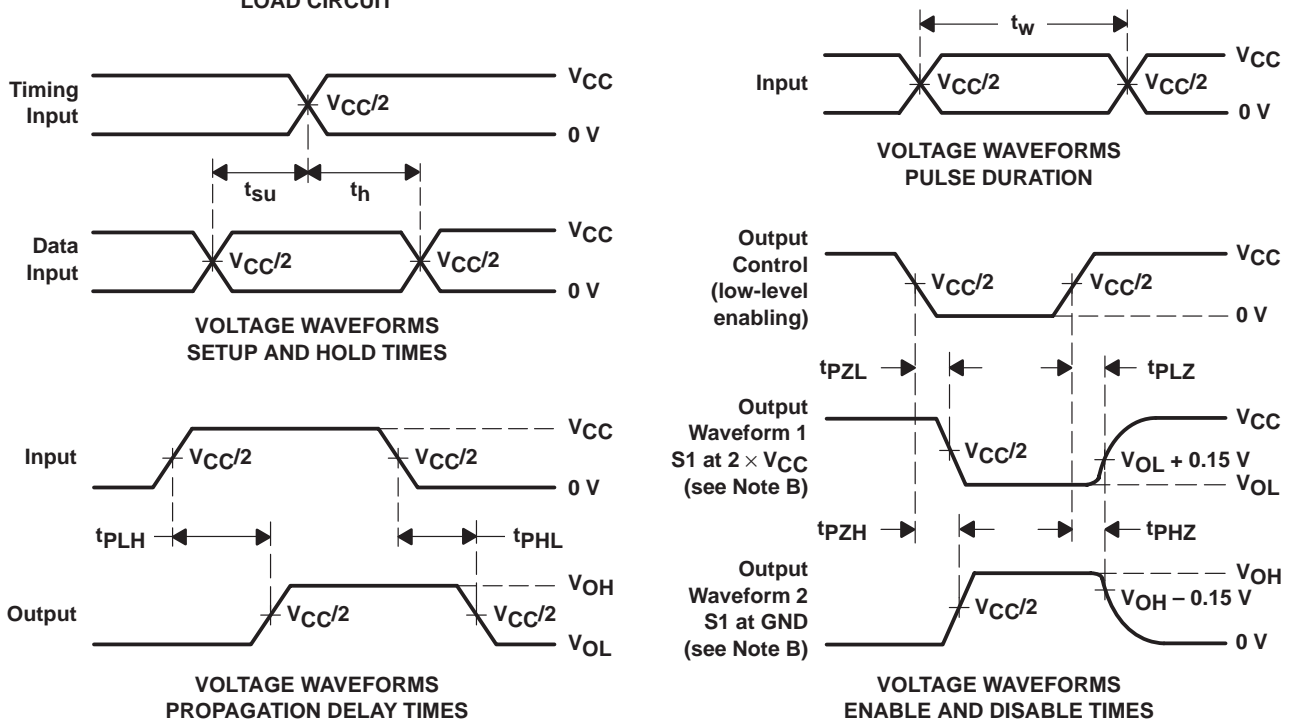 LOAD CIRCUIT
Timing
Input
VCC/2
VCC
0 V
tsu
th
Data
Input
VCC/2
VCC/2
VCC
0 V
VOLTAGE WAVEFORMS
SETUP AND HOLD TIMES
Input
VCC/2
VCC/2
VCC
0 V
tPLH
tPHL
Output
VCC/2
VCC/2
VOH
VOL
VOLTAGE WAVEFORMS
PROPAGATION DELAY TIMES
tw
Input
VCC/2
VCC/2
VCC
0 V
VOLTAGE WAVEFORMS
PULSE DURATION
Output
Control
(low-level
enabling)
VCC/2
VCC/2
VCC
0 V
tPZL
tPLZ
Output
Waveform 1
S1 at 2 × VCC
(see Note B)
VCC/2
VCC
VOL + 0.15 V
VOL
tPZH
tPHZ
Output
Waveform 2
S1 at GND
(see Note B)
VCC/2
VOH
VOH – 0.15 V
0 V
VOLTAGE WAVEFORMS
ENABLE AND DISABLE TIMES